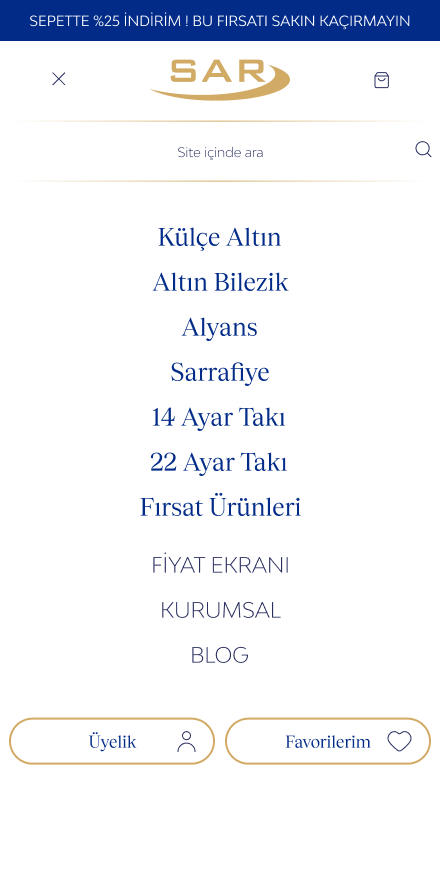 SEPETTE %25 İNDİRİM ! BU FIRSATI SAKIN KAÇIRMAYIN
SAR
Site içinde ara
Külçe Altın
Altın Bilezik
Alyans
Sarrafiye
14 Ayar Takı
22 Ayar Takı
Fırsat Ürünleri
FİYAT EKRANI
KURUMSAL
BLOG
Üyelik
Favorilerim